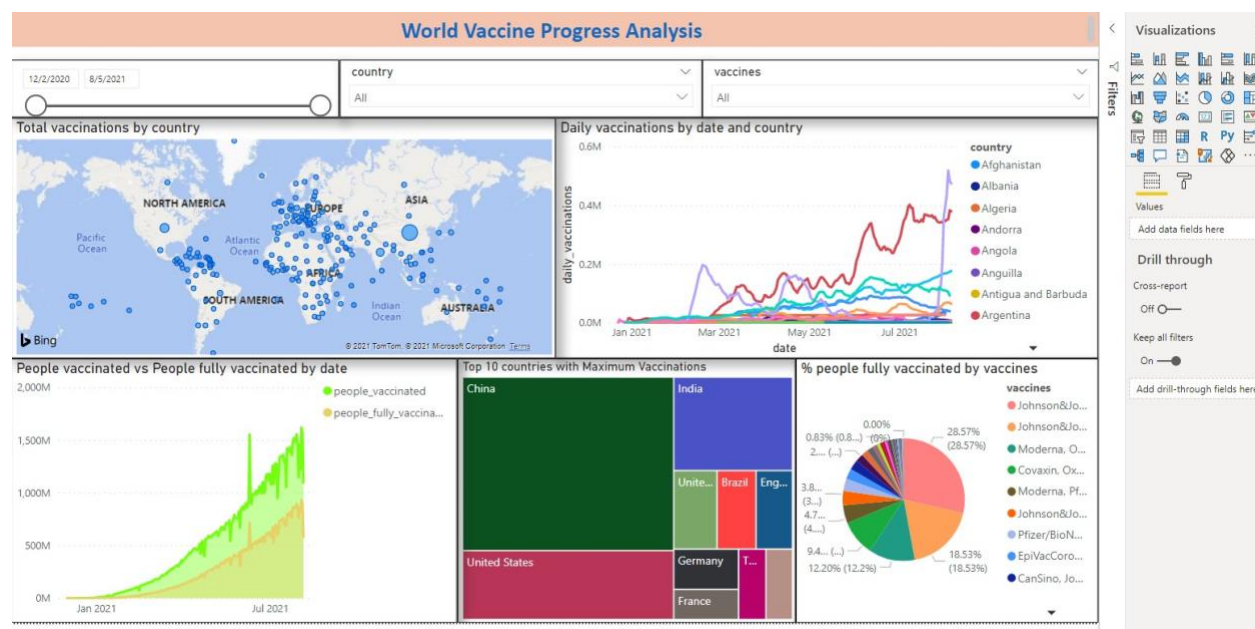 World Vaccine Progress Analysis
12/2/2020 8/5/2021
country
All
vaccines
All
Total vaccinations by country
NORTH AMERICA
EUROPE
ASIA
Pacific
Ocean
Atlantic
Ocean
AFRICA
SOUTH AMERICA
Indian
Ocean
AUSTRALIA
Bing
© 2021 TomTom, © 2021 Microsoft Corporation Terms
Daily vaccinations by date and country
daily_vaccinations
0.6M
0.4M
0.2M
0.0M
Jan 2021 Mar 2021 May 2021 Jul 2021
date
country
Afghanistan
Albania
Algeria
Andorra
Angola
Anguilla
Antigua and Barbuda
Argentina
People vaccinated vs People fully vaccinated by date
2,000M
1,500M
1,000M
500M
0M
Jan 2021 Jul 2021
people_vaccinated
people_fully_vaccina...
Top 10 countries with Maximum Vaccinations
China
India
Unite...
Brazil
Eng...
United States
Germany
T...
France
% people fully vaccinated by vaccines
0.00%
(0%)
0.83% (0.8...)
2.... (...)
3.8...
(3....)
4.7...
(4....)
9.4...
(...)
12.20% (12.2%)
28.57%
(28.57%)
18.53%
(18.53%)
vaccines
Johnson&Jo...
Johnson&Jo...
Moderna, O...
Covaxin, Ox...
Moderna, Pf...
Johnson&Jo...
Pfizer/BioN...
EpiVacCoro...
CanSino, Jo...
Filters
Visualizations
R Py
Values
Add data fields here
Drill through
Cross-report
Off
Keep all filters
On
Add drill-through fields here